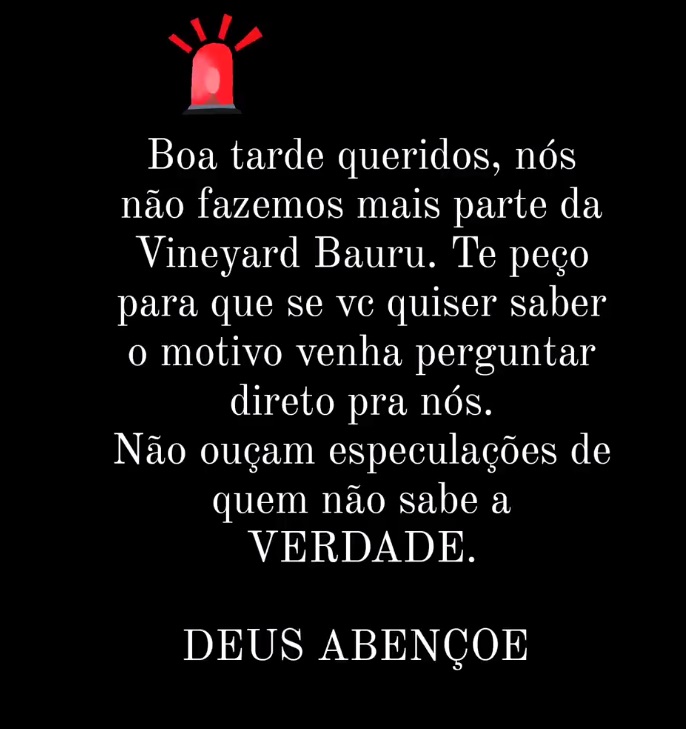 Boa tarde queridos, nós
não fazemos mais parte da
Vineyard Bauru. Te peço
para que se vc quiser saber
o motivo venha perguntar
direto pra nós.
Não ouçam especulações de
quem não sabe a
VERDADE.
DEUS ABENÇOE